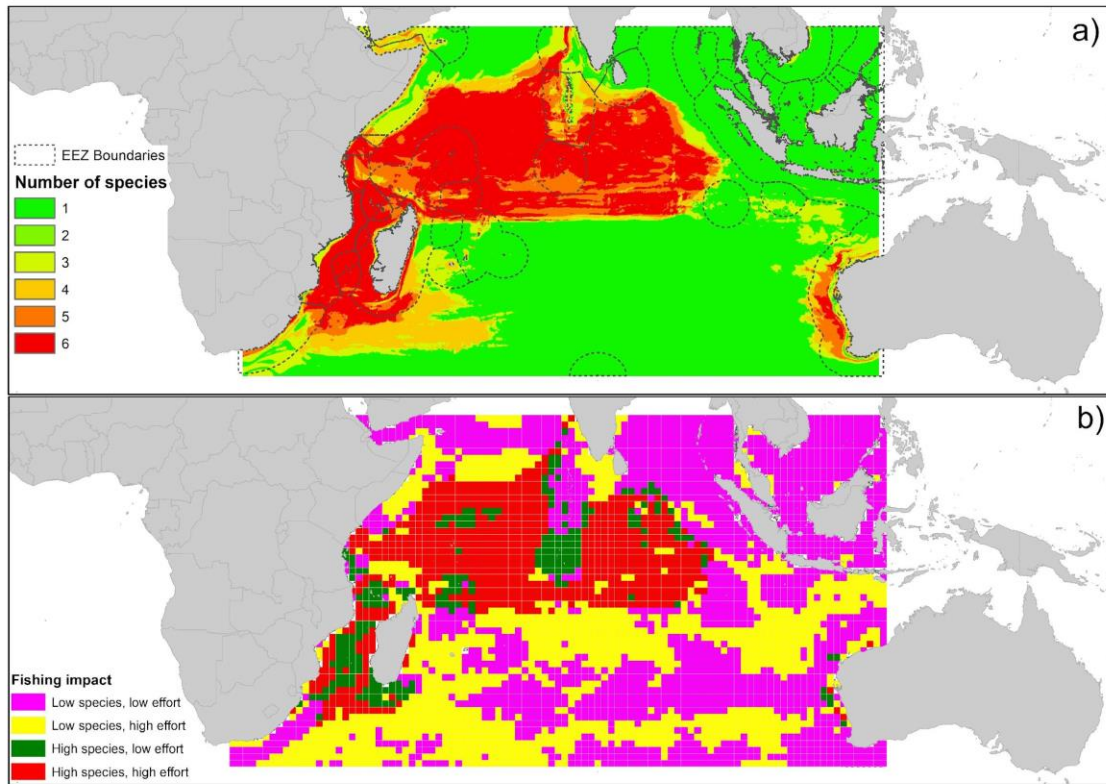 a)
EEZ Boundaries
Number of species
1
2
3
4
5
6
b)
Fishing impact
Low species, low effort
Low species, high effort
High species, low effort
High species, high effort